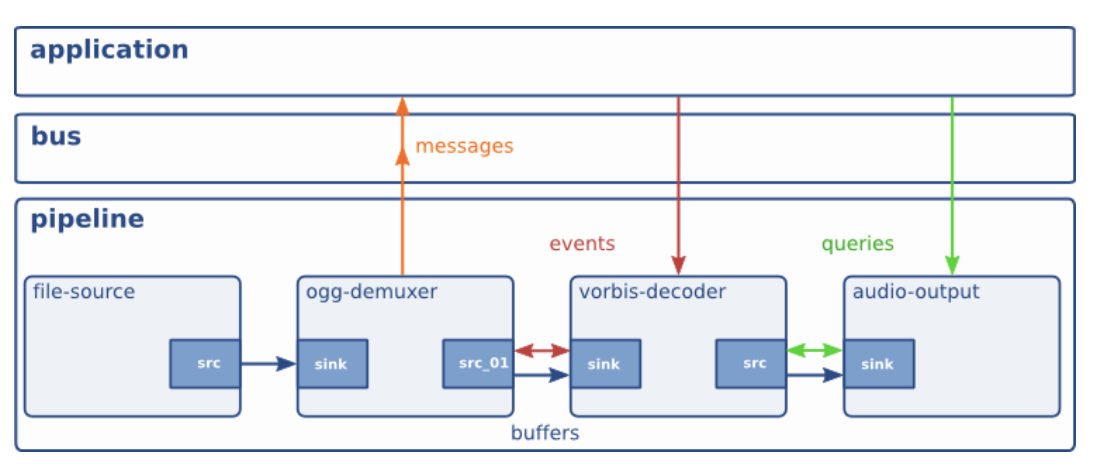 application
bus
messages
pipeline
events
queries
file-source
ogg-demuxer
vorbis-decoder
audio-output
src
sink
src_01
sink
src
sink
buffers